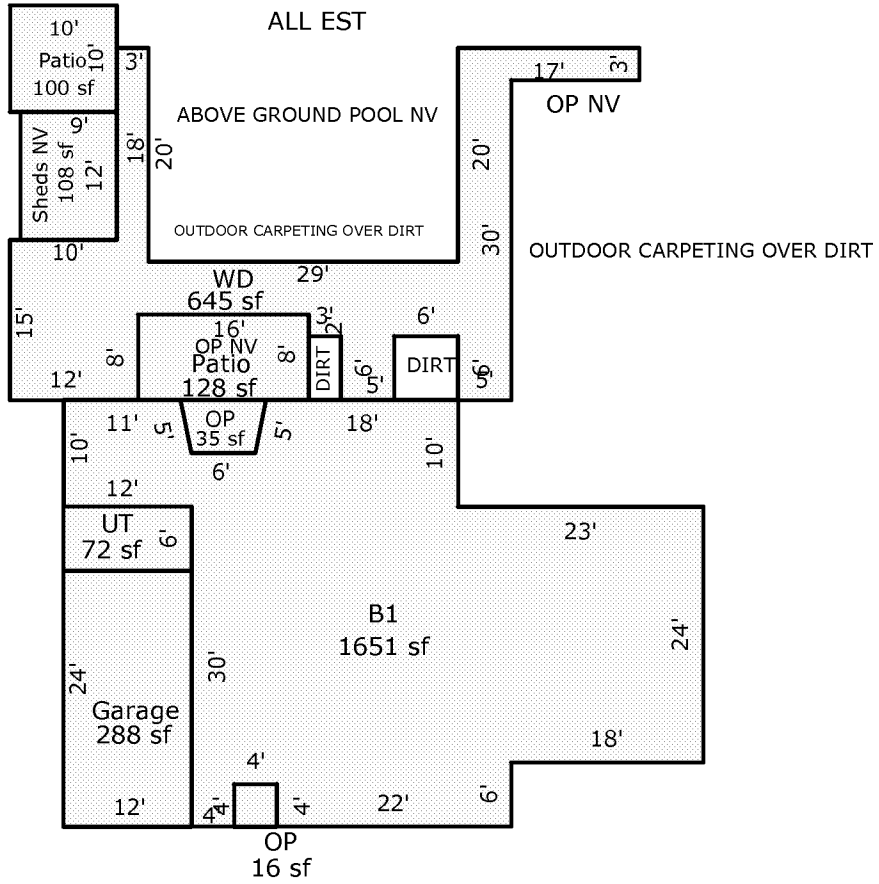 ALL EST
10'
10'
Patio
100 sf
3'
17'
3'
OP NV
ABOVE GROUND POOL NV
9'
Sheds NV
108 sf
12'
18'
20'
20'
10'
OUTDOOR CARPETING OVER DIRT
30'
OUTDOOR CARPETING OVER DIRT
29'
WD
645 sf
15'
16'
3'
2'
6'
OP NV
Patio
128 sf
8'
8'
DIRT
6'
5'
DIRT
6'
5'
12'
11'
5'
OP
35 sf
5'
18'
10'
10'
6'
12'
UT
72 sf
6'
23'
B1
1651 sf
24'
24'
30'
Garage
288 sf
18'
4'
12'
4'
4'
4'
22'
6'
OP
16 sf